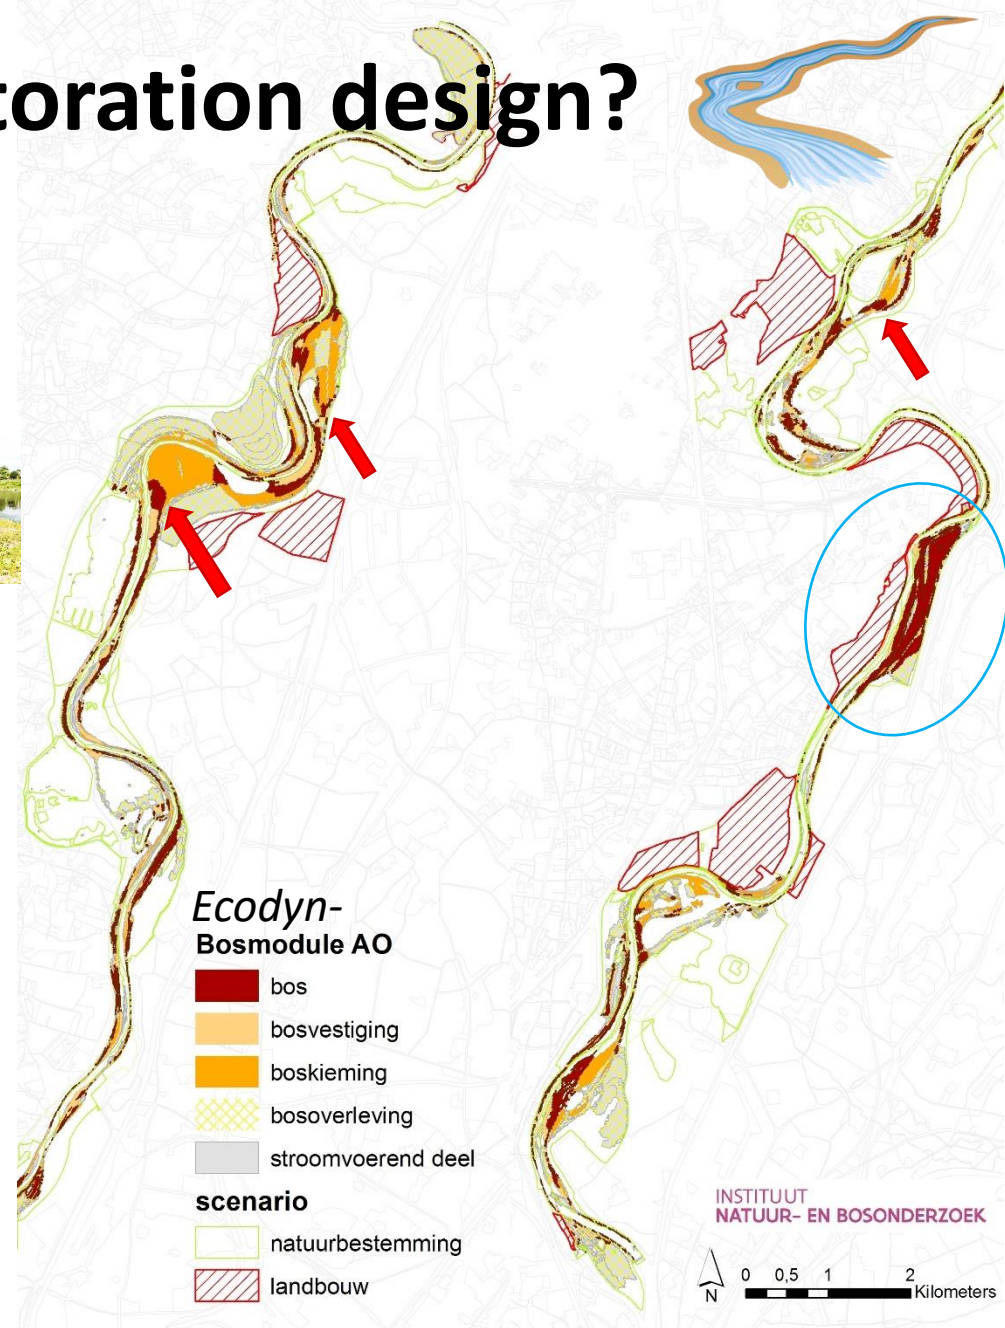 toration design?
Ecodyn-
Bosmodule AO
bos
bosvestiging
boskieming
bosoverleving
stroomvoerend deel
scenario
natuurbestemming
landbouw
INSTITUUT
NATUUR- EN BOSONDERZOEK
N
0 0,5 1 2
Kilometers